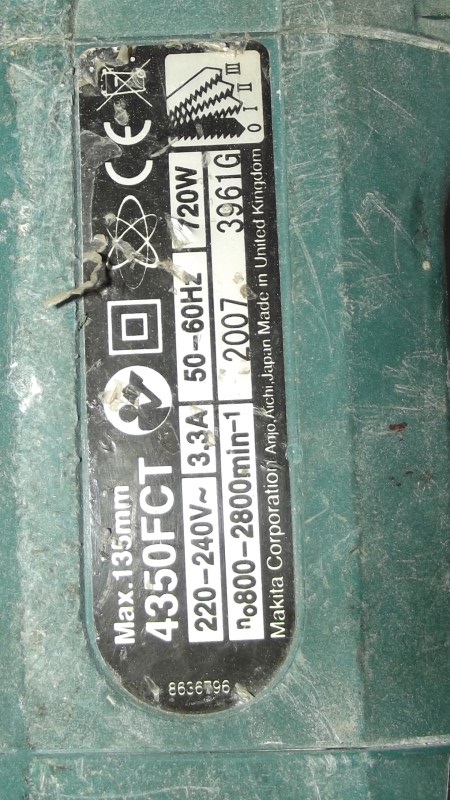 Max.135mm
4350FCT
220-240V~ 3.3A 50-60Hz 720W
n₀800-2800min-1 2007 3961G
Makita Corporation Anjo,Aichi,Japan Made in United Kingdom
CE
0 I II III
8636796